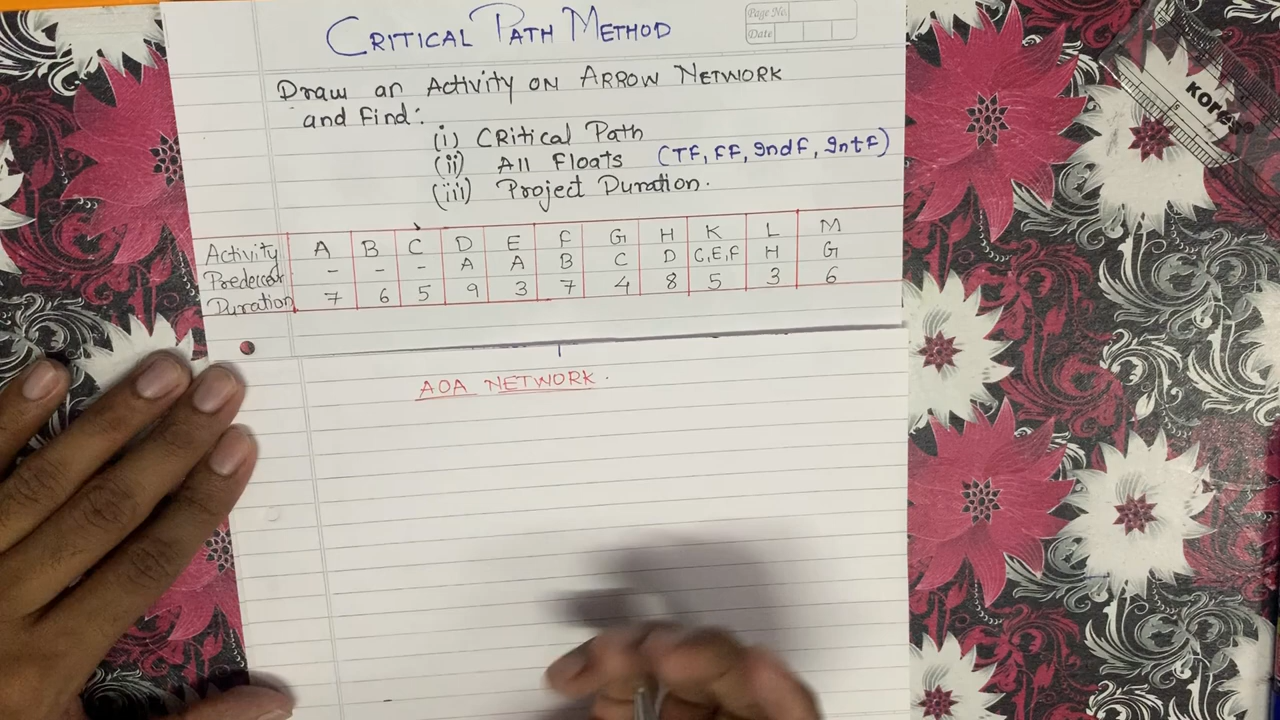 CRITICAL PATH METHOD
Page No.
Date
Draw an Activity ON ARROW NETWORK
and find:
(i) CRitical Path
(ii) All Floats (TF, FF, IndF, IntF)
(iii) Project Duration.
Activity A B C D E F G H K L M
Predecessor - - - A A B C D C,E,F H G
Duration 7 6 5 9 3 7 4 8 5 3 6
AOA NETWORK.
kores